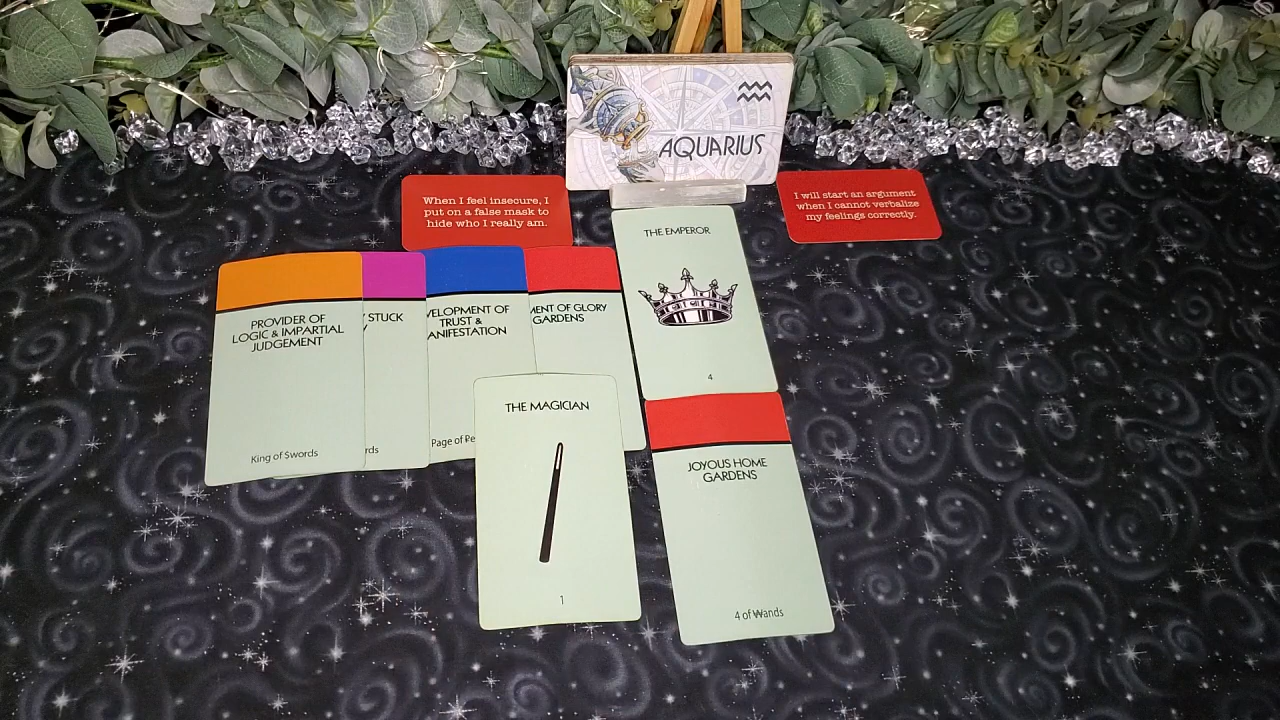 AQUARIUS
When I feel insecure, I
put on a false mask to
hide who I really am.
I will start an argument
when I cannot verbalize
my feelings correctly.
THE EMPEROR
4
PROVIDER OF
LOGIC & IMPARTIAL
JUDGEMENT
King of Swords
STUCK
rds
VELOPMENT OF
TRUST &
ANIFESTATION
Page of Pe
MENT OF GLORY
GARDENS
THE MAGICIAN
1
JOYOUS HOME
GARDENS
4 of Wands